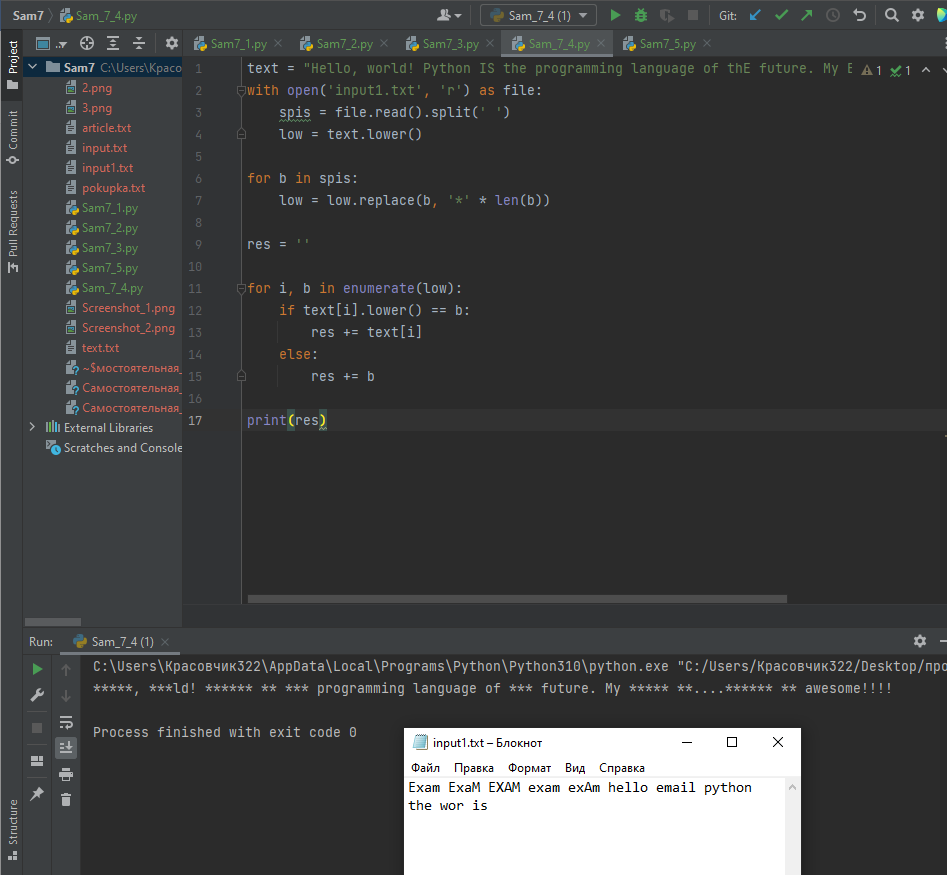 Sam7 Sam_7_4.py Sam_7_4 (1) Git:
Sam7_1.py Sam7_2.py Sam7_3.py Sam_7_4.py Sam7_5.py
Project
Commit
Pull Requests
Structure
Sam7 C:\Users\Красо
2.png
3.png
article.txt
input.txt
input1.txt
pokupka.txt
Sam7_1.py
Sam7_2.py
Sam7_3.py
Sam7_5.py
Sam_7_4.py
Screenshot_1.png
Screenshot_2.png
text.txt
~$мостоятельная_
Самостоятельная_
Самостоятельная_
External Libraries
Scratches and Console
1 text = "Hello, world! Python IS the programming language of thE future. My E
1 1
2 with open('input1.txt', 'r') as file:
3 spis = file.read().split(' ')
4 low = text.lower()
5
6 for b in spis:
7 low = low.replace(b, '*' * len(b))
8
9 res = ''
10
11 for i, b in enumerate(low):
12 if text[i].lower() == b:
13 res += text[i]
14 else:
15 res += b
16
17 print(res)
Run: Sam_7_4 (1)
C:\Users\Красовчик322\AppData\Local\Programs\Python\Python310\python.exe "C:/Users/Красовчик322/Desktop/про
*****, ***ld! ****** ** *** programming language of *** future. My ***** **....****** ** awesome!!!!
Process finished with exit code 0
input1.txt – Блокнот
Файл Правка Формат Вид Справка
Exam ExaM EXAM exam exAm hello email python
the wor is